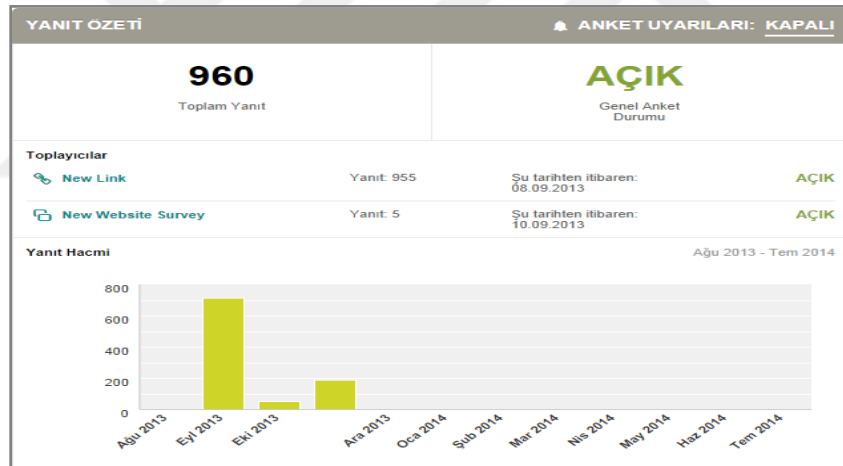 YANIT ÖZETİ
ANKET UYARILARI: KAPALI
960
Toplam Yanıt
AÇIK
Genel Anket
Durumu
Toplayıcılar
New Link
Yanıt: 955
Şu tarihten itibaren:
08.09.2013
AÇIK
New Website Survey
Yanıt: 5
Şu tarihten itibaren:
10.09.2013
AÇIK
Yanıt Hacmi
Ağu 2013 - Tem 2014
800
600
400
200
0
Ağu 2013
Eyl 2013
Eki 2013
Ara 2013
Oca 2014
Şub 2014
Mar 2014
Nis 2014
May 2014
Haz 2014
Tem 2014